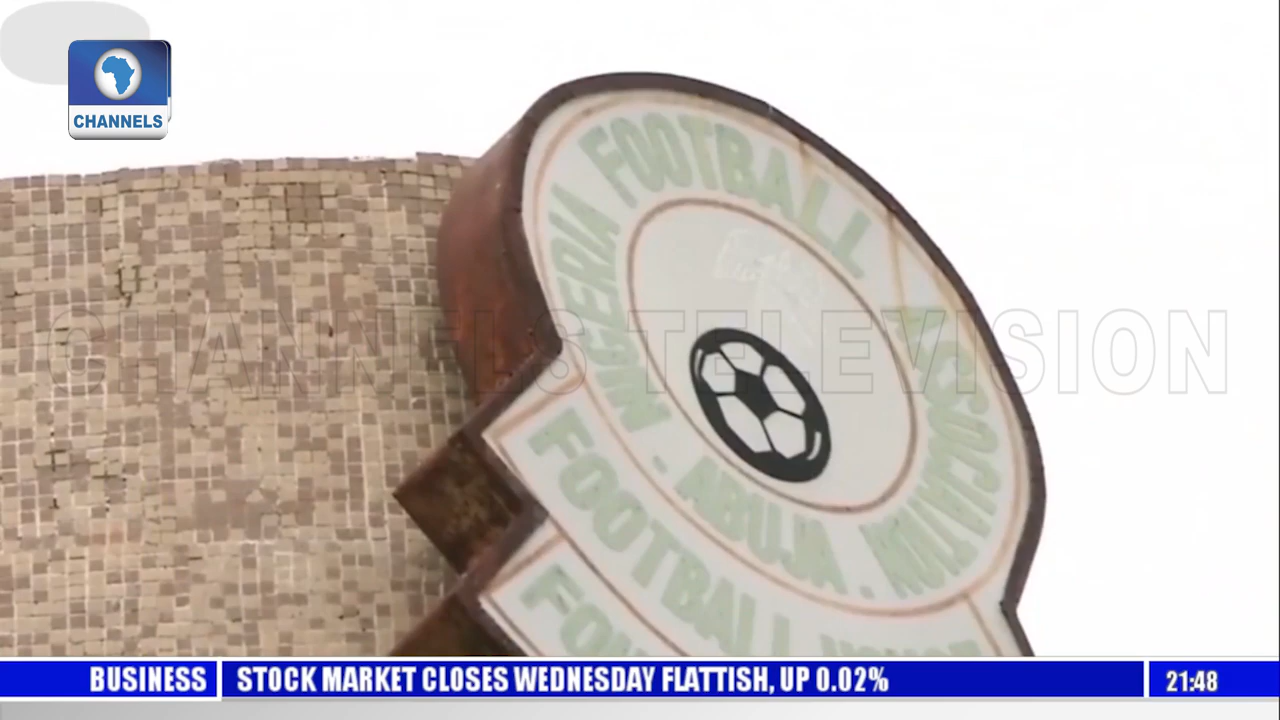 CHANNELS
NIGERIA FOOTBALL ASSOCIATION
- ABUJA -
CHANNELS TELEVISION
FOOTBALL HOUSE
BUSINESS
STOCK MARKET CLOSES WEDNESDAY FLATTISH, UP 0.02%
21:48